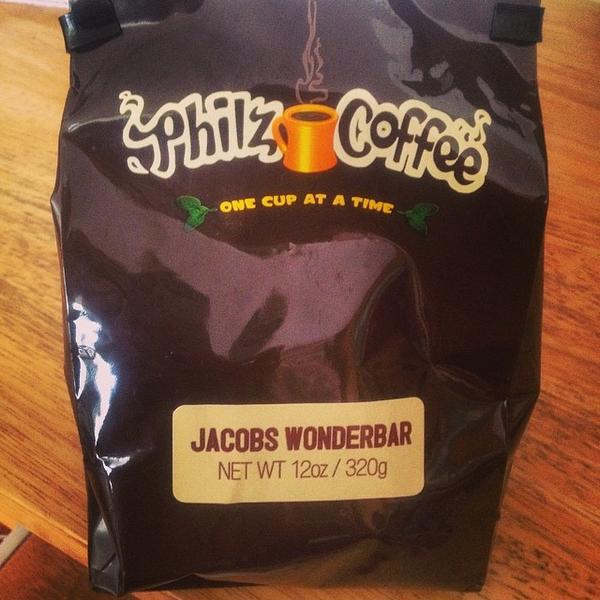 Philz Coffee
ONE CUP AT A TIME
JACOBS WONDERBAR
NET WT 12oz / 320g